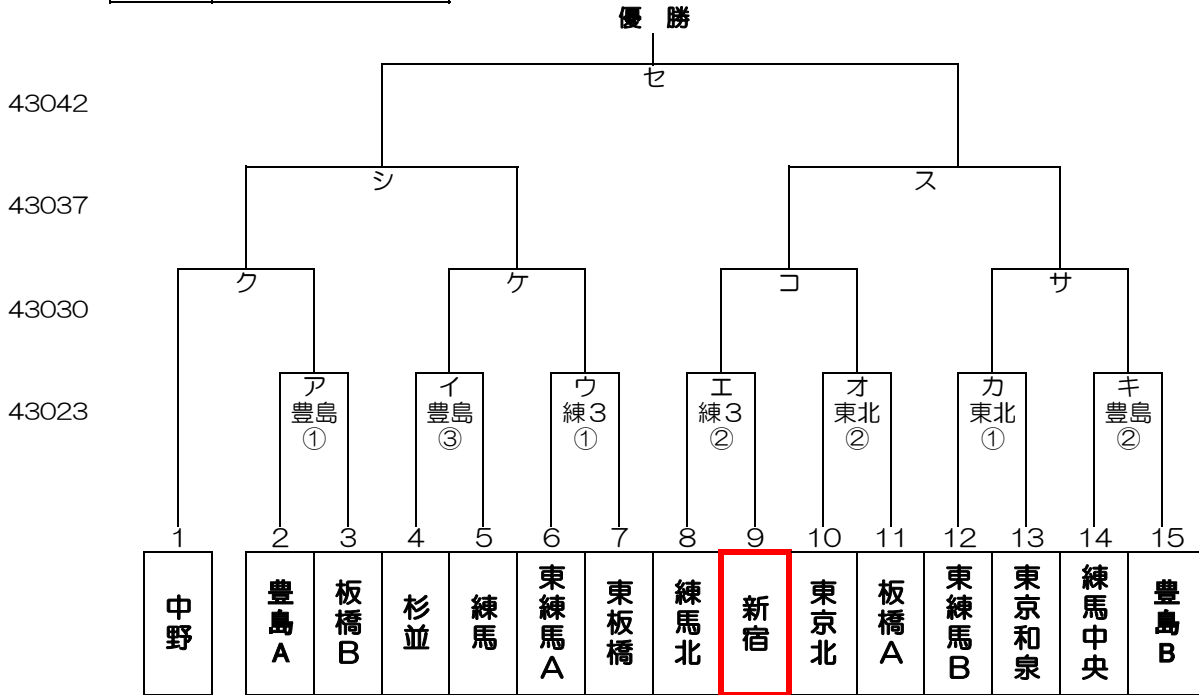 優 勝
セ
43042
シ
ス
43037
ク
ケ
コ
サ
43030
ア
豊島
①
イ
豊島
③
ウ
練3
①
エ
練3
②
オ
東北
②
カ
東北
①
キ
豊島
②
43023
1
2
3
4
5
6
7
8
9
10
11
12
13
14
15
中野
豊島A
板橋B
杉並
練馬
東練馬A
東板橋
練馬北
新宿
東京北
板橋A
東練馬B
東京和泉
練馬中央
豊島B